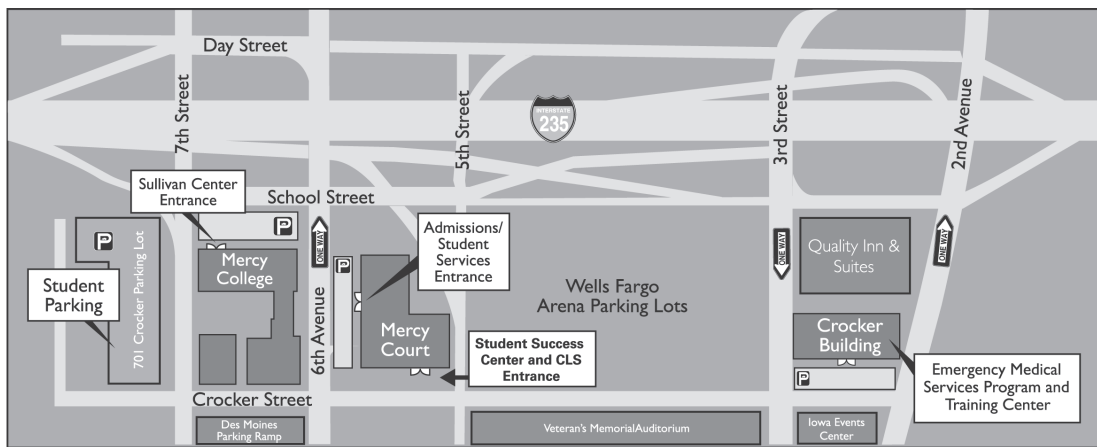 Day Street
7th Street
5th Street
INTERSTATE
235
3rd Street
2nd Avenue
Sullivan Center
Entrance
School Street
P
P
Student
Parking
701 Crocker Parking Lot
Mercy
College
ONE WAY
6th Avenue
P
Admissions/
Student
Services
Entrance
Mercy
Court
Wells Fargo
Arena Parking Lots
Student Success
Center and CLS
Entrance
ONE WAY
Quality Inn &
Suites
ONE WAY
Crocker
Building
P
Emergency Medical
Services Program and
Training Center
Crocker Street
Des Moines
Parking Ramp
Veteran's MemorialAuditorium
Iowa Events
Center